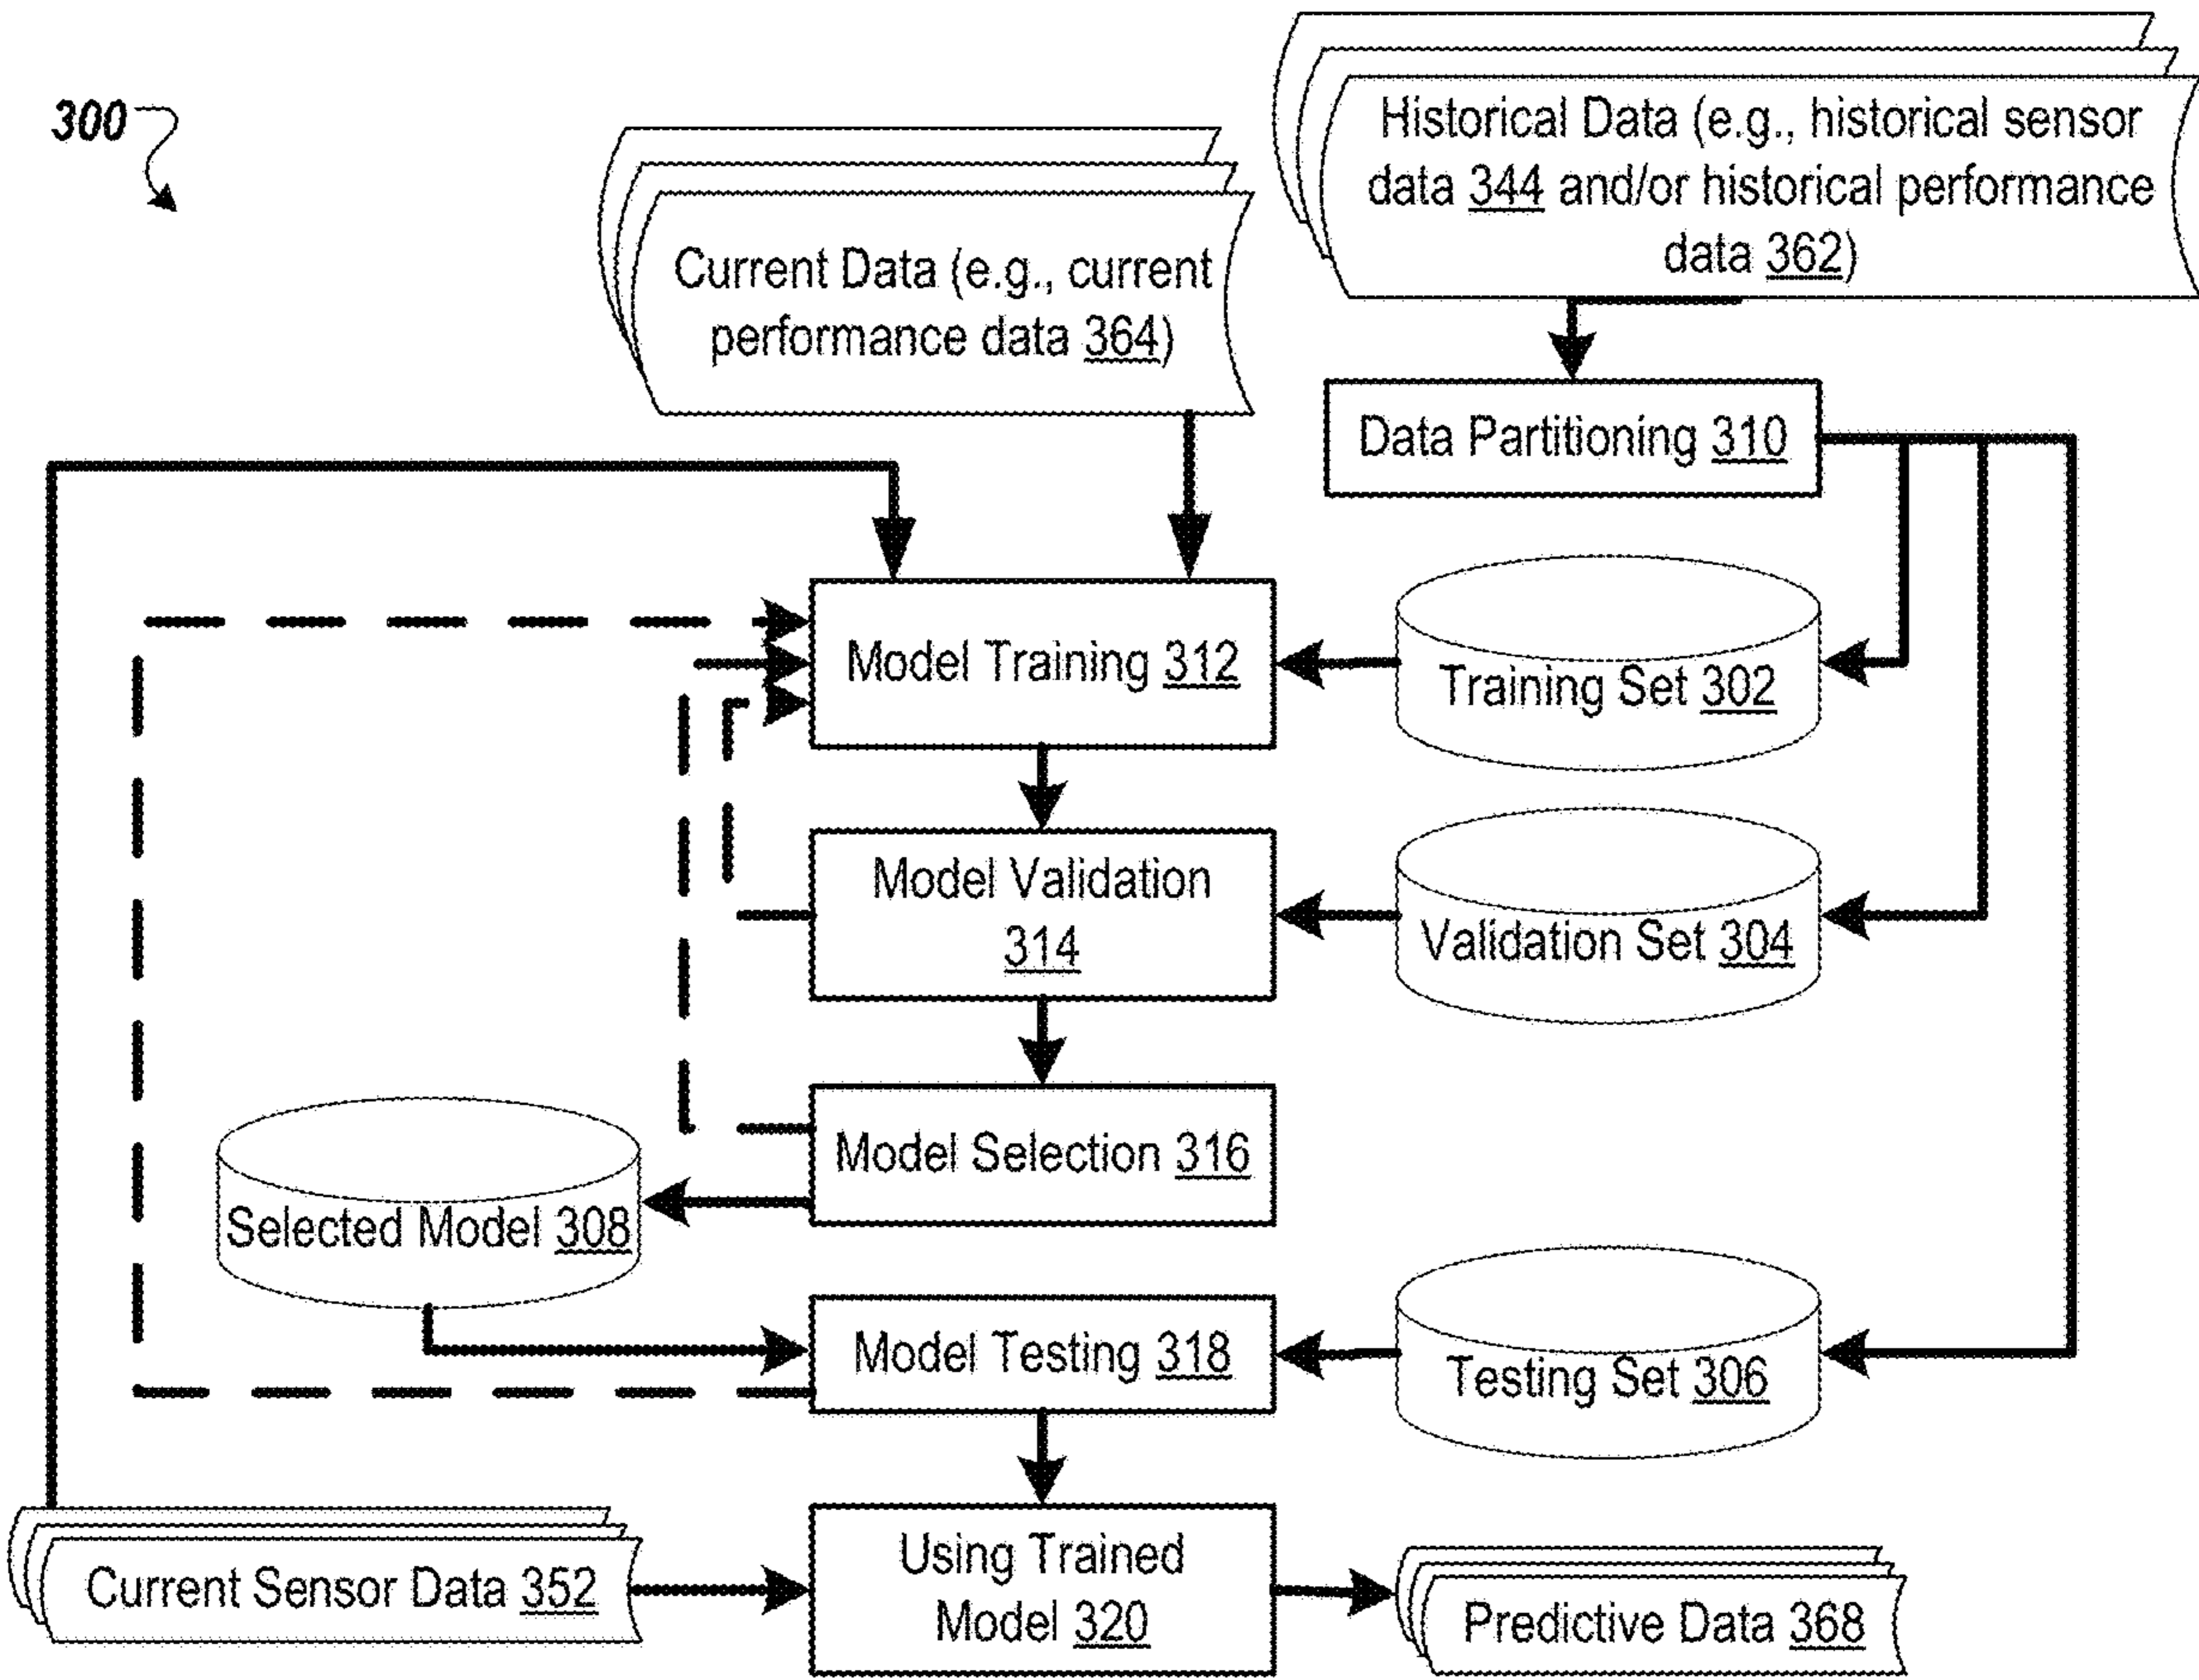 300
Historical Data (e.g., historical sensor
data 344 and/or historical performance
data 362)
Current Data (e.g., current
performance data 364)
Data Partitioning 310
Model Training 312
Training Set 302
Model Validation
314
Validation Set 304
Model Selection 316
Selected Model 308
Model Testing 318
Testing Set 306
Current Sensor Data 352
Using Trained
Model 320
Predictive Data 368